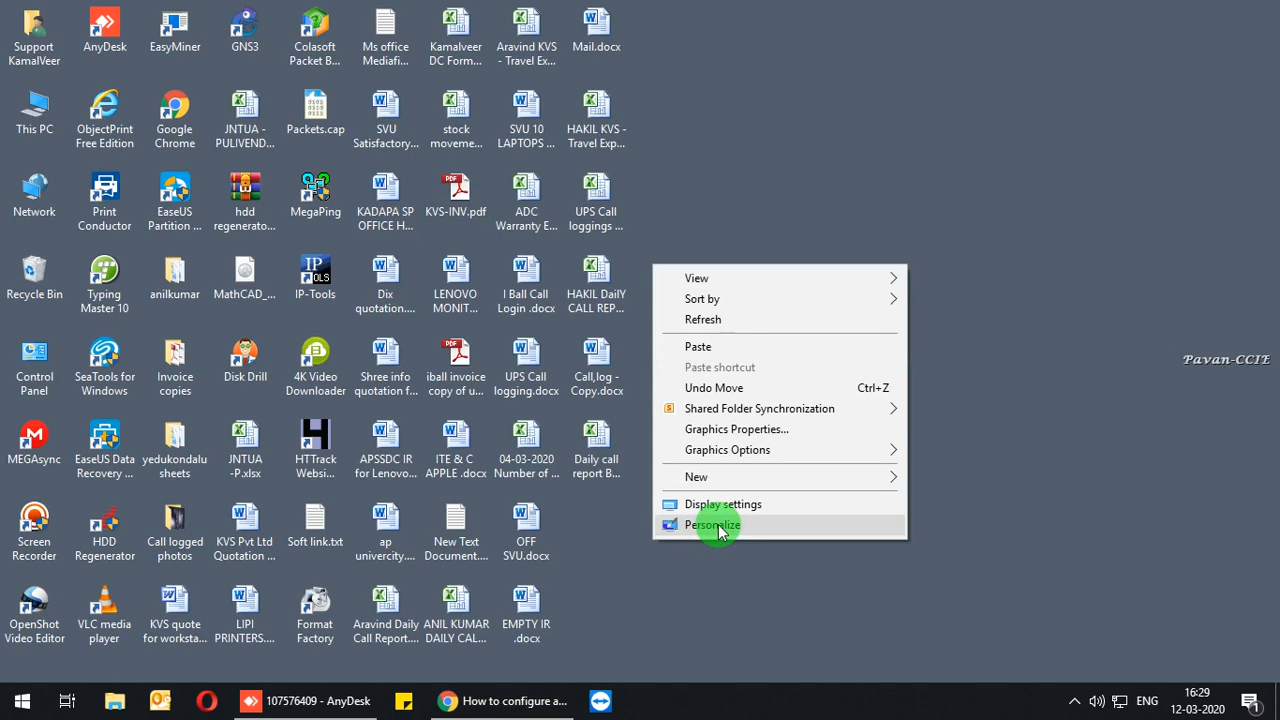 Support
KamalVeer
AnyDesk
EasyMiner
GNS3
Colasoft
Packet B...
Ms office
Mediafi...
Kamalveer
DC Form...
Aravind KVS
- Travel Ex...
Mail.docx
This PC
ObjectPrint
Free Edition
Google
Chrome
JNTUA -
PULIVEND...
Packets.cap
SVU
Satisfactory...
stock
moveme...
SVU 10
LAPTOPS ...
HAKIL KVS -
Travel Exp...
Network
Print
Conductor
EaseUS
Partition ...
hdd
regenerato...
MegaPing
KADAPA SP
OFFICE H...
KVS-INV.pdf
ADC
Warranty E...
UPS Call
loggings ...
Recycle Bin
Typing
Master 10
anilkumar
MathCAD_...
IP-Tools
Dix
quotation....
LENOVO
MONIT...
I Ball Call
Login .docx
HAKIL DailY
CALL REP...
Control
Panel
SeaTools for
Windows
Invoice
copies
Disk Drill
4K Video
Downloader
Shree info
quotation f...
iball invoice
copy of u...
UPS Call
logging.docx
Call,log -
Copy.docx
MEGAsync
EaseUS Data
Recovery ...
yedukondalu
sheets
JNTUA
-P.xlsx
HTTrack
Websi...
APSSDC IR
for Lenovo...
ITE & C
APPLE .docx
04-03-2020
Number of ...
Daily call
report B...
Screen
Recorder
HDD
Regenerator
Call logged
photos
KVS Pvt Ltd
Quotation ...
Soft link.txt
ap
univercity....
New Text
Document....
OFF
SVU.docx
OpenShot
Video Editor
VLC media
player
KVS quote
for worksta...
LIPI
PRINTERS....
Format
Factory
Aravind Daily
Call Report....
ANIL KUMAR
DAILY CAL...
EMPTY IR
.docx
View
Sort by
Refresh
Paste
Paste shortcut
Undo Move Ctrl+Z
Shared Folder Synchronization
Graphics Properties...
Graphics Options
New
Display settings
Personalize
Pavan-CCIE
107576409 - AnyDesk
How to configure a...
ENG
16:29
12-03-2020